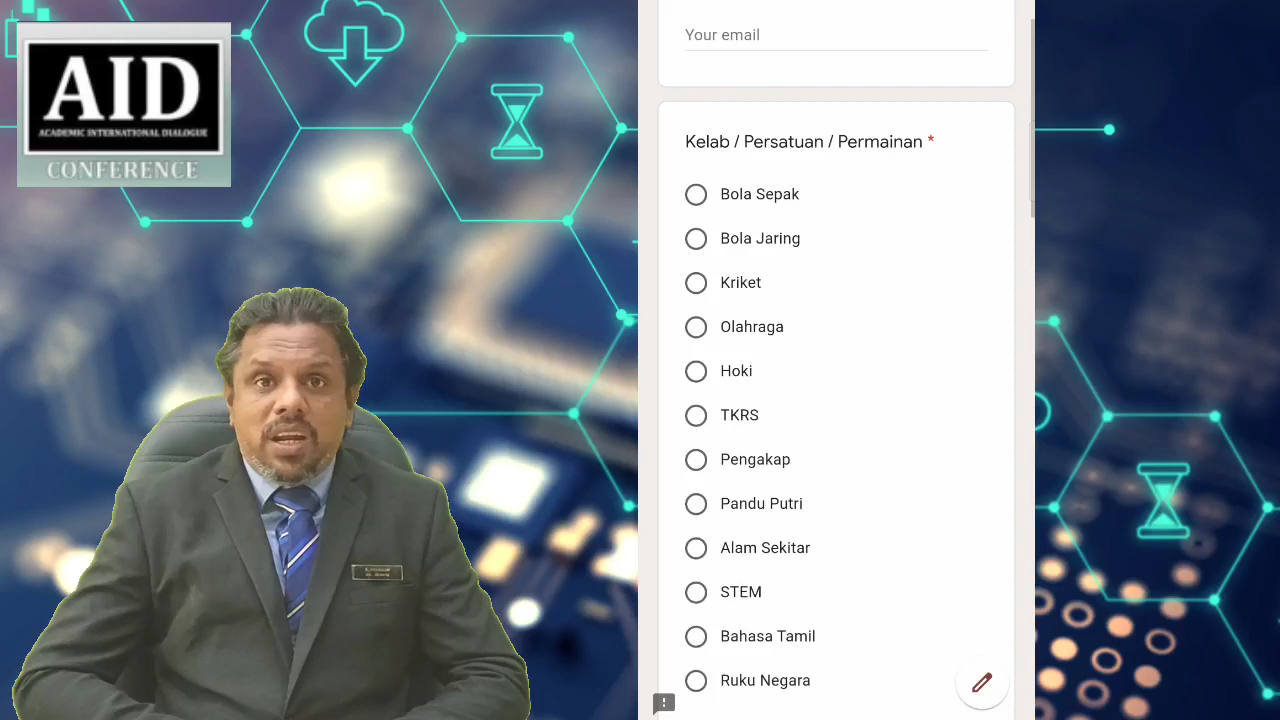 AID
ACADEMIC INTERNATIONAL DIALOGUE
CONFERENCE
Your email
Kelab / Persatuan / Permainan *
Bola Sepak
Bola Jaring
Kriket
Olahraga
Hoki
TKRS
Pengakap
Pandu Putri
Alam Sekitar
STEM
Bahasa Tamil
Ruku Negara